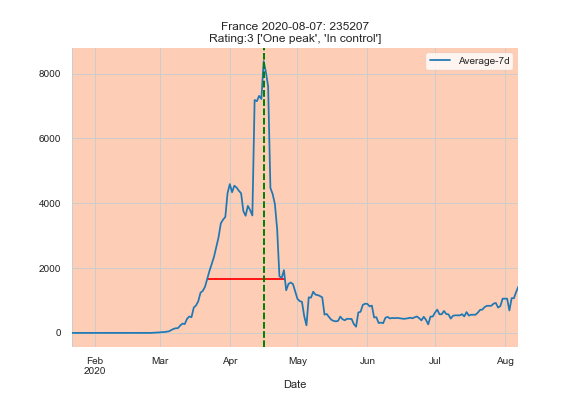 France 2020-08-07: 235207
Rating:3 ['One peak', 'In control']
Average-7d
8000
6000
4000
2000
0
Feb
2020
Mar
Apr
May
Jun
Jul
Aug
Date